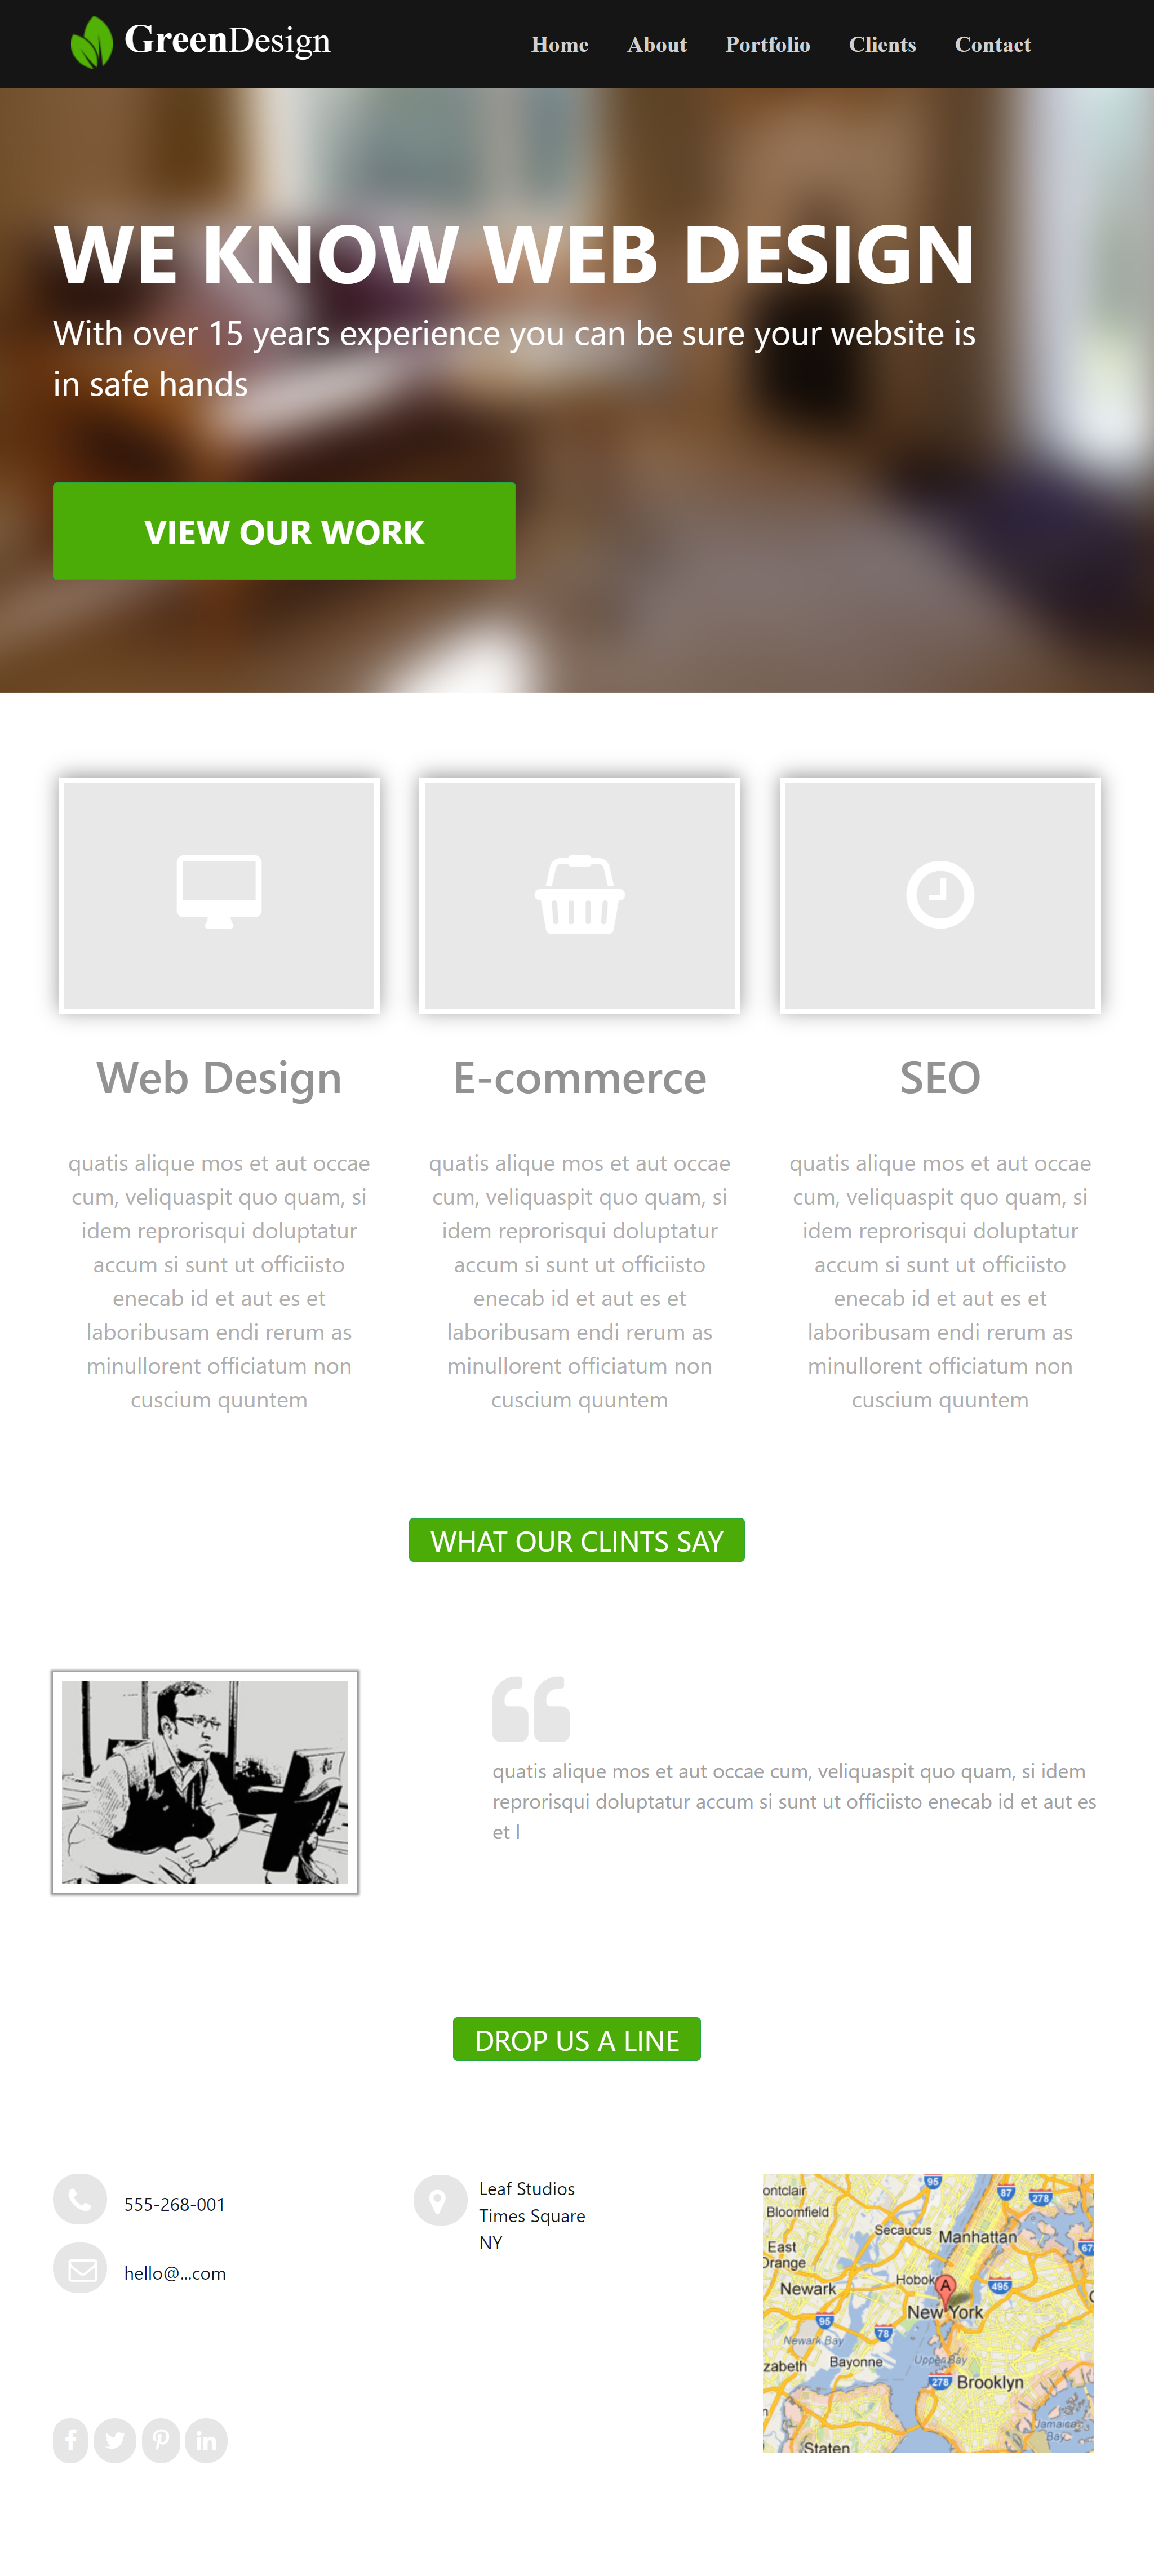 GreenDesign
Home About Portfolio Clients Contact
WE KNOW WEB DESIGN
With over 15 years experience you can be sure your website is
in safe hands
VIEW OUR WORK
Web Design
quatis alique mos et aut occae
cum, veliquaspit quo quam, si
idem reprorisqui doluptatur
accum si sunt ut officiisto
enecab id et aut es et
laboribusam endi rerum as
minullorent officiatum non
cuscium quuntem
E-commerce
quatis alique mos et aut occae
cum, veliquaspit quo quam, si
idem reprorisqui doluptatur
accum si sunt ut officiisto
enecab id et aut es et
laboribusam endi rerum as
minullorent officiatum non
cuscium quuntem
SEO
quatis alique mos et aut occae
cum, veliquaspit quo quam, si
idem reprorisqui doluptatur
accum si sunt ut officiisto
enecab id et aut es et
laboribusam endi rerum as
minullorent officiatum non
cuscium quuntem
WHAT OUR CLINTS SAY
quatis alique mos et aut occae cum, veliquaspit quo quam, si idem
reprorisqui doluptatur accum si sunt ut officiisto enecab id et aut es
et l
DROP US A LINE
555-268-001
hello@...com
Leaf Studios
Times Square
NY
95
87
278
ontclair
Bloomfield
Secaucus
Manhattan
East
Orange
67
Newark
Hobok
A
495
New York
95
78
Newark Bay
zabeth
Bayonne
Upper Bay
278
Brooklyn
Jamaica
Bay
Staten